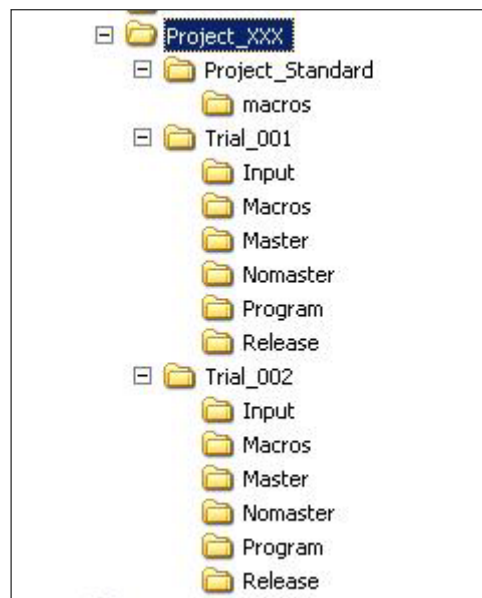 Project_XXX
Project_Standard
macros
Trial_001
Input
Macros
Master
Nomaster
Program
Release
Trial_002
Input
Macros
Master
Nomaster
Program
Release